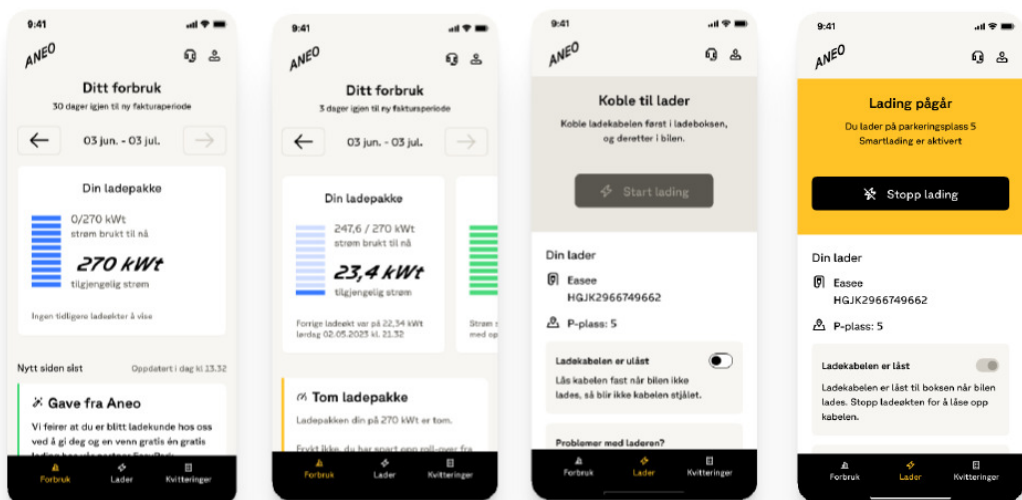 9:41
ANEO
Ditt forbruk
30 dager igjen til ny fakturaperiode
03 jun. - 03 jul.
Din ladepakke
0/270 kWt
strøm brukt til nå
270 kWt
tilgjengelig strøm
Ingen tidligere ladeøkter å vise
Nytt siden sist
Oppdatert i dag kl 13.32
Gave fra Aneo
Vi feirer at du er blitt ladekunde hos oss
ved å gi deg og en venn gratis én gratis
Forbruk
Lader
Kvitteringer
9:41
ANEO
Ditt forbruk
3 dager igjen til ny fakturaperiode
03 jun. - 03 jul.
Din ladepakke
247,6 / 270 kWt
strøm brukt til nå
23,4 kWt
tilgjengelig strøm
Forrige ladeøkt var på 22,34 kWt
lørdag 02.05.2023 kl. 21.32
Strøm s
med op
Tom ladepakke
Ladepakken din på 270 kWt er tom.
Frykt ikke, du har spart opp roll-over fra
Forbruk
Lader
Kvitteringer
9:41
ANEO
Koble til lader
Koble ladekabelen først i ladeboksen,
og deretter i bilen.
Start lading
Din lader
Easee
HGJK2966749662
P-plass: 5
Ladekabelen er ulåst
Lås kabelen fast når bilen ikke
lades, så blir ikke kabelen stjålet.
Problemer med laderen?
Forbruk
Lader
Kvitteringer
9:41
ANEO
Lading pågår
Du lader på parkeringsplass 5
Smartlading er aktivert
Stopp lading
Din lader
Easee
HGJK2966749662
P-plass: 5
Ladekabelen er låst
Ladekabelen er låst til boksen når bilen
lades. Stopp ladeøkten for å låse opp
kabelen.
Forbruk
Lader
Kvitteringer